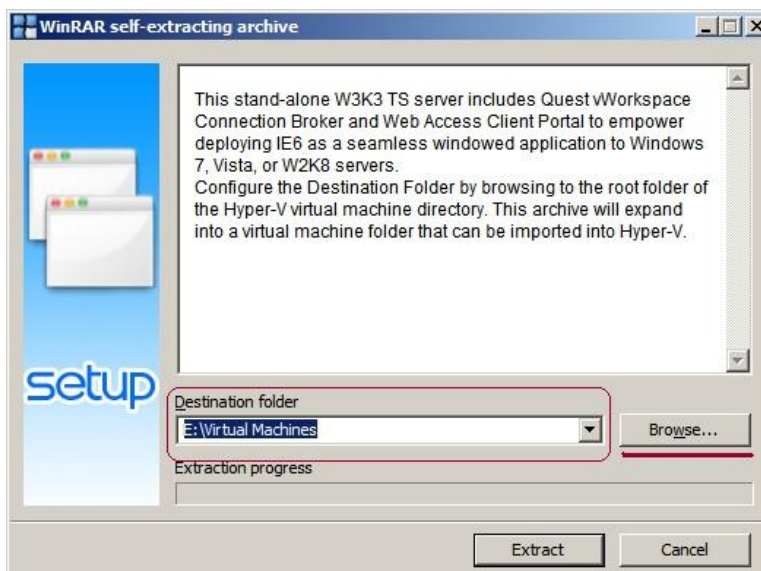 WinRAR self-extracting archive
This stand-alone W3K3 TS server includes Quest vWorkspace
Connection Broker and Web Access Client Portal to empower
deploying IE6 as a seamless windowed application to Windows
7, Vista, or W2K8 servers.
Configure the Destination Folder by browsing to the root folder of
the Hyper-V virtual machine directory. This archive will expand
into a virtual machine folder that can be imported into Hyper-V.
setup
Destination folder
E:\Virtual Machines
Browse...
Extraction progress
Extract
Cancel